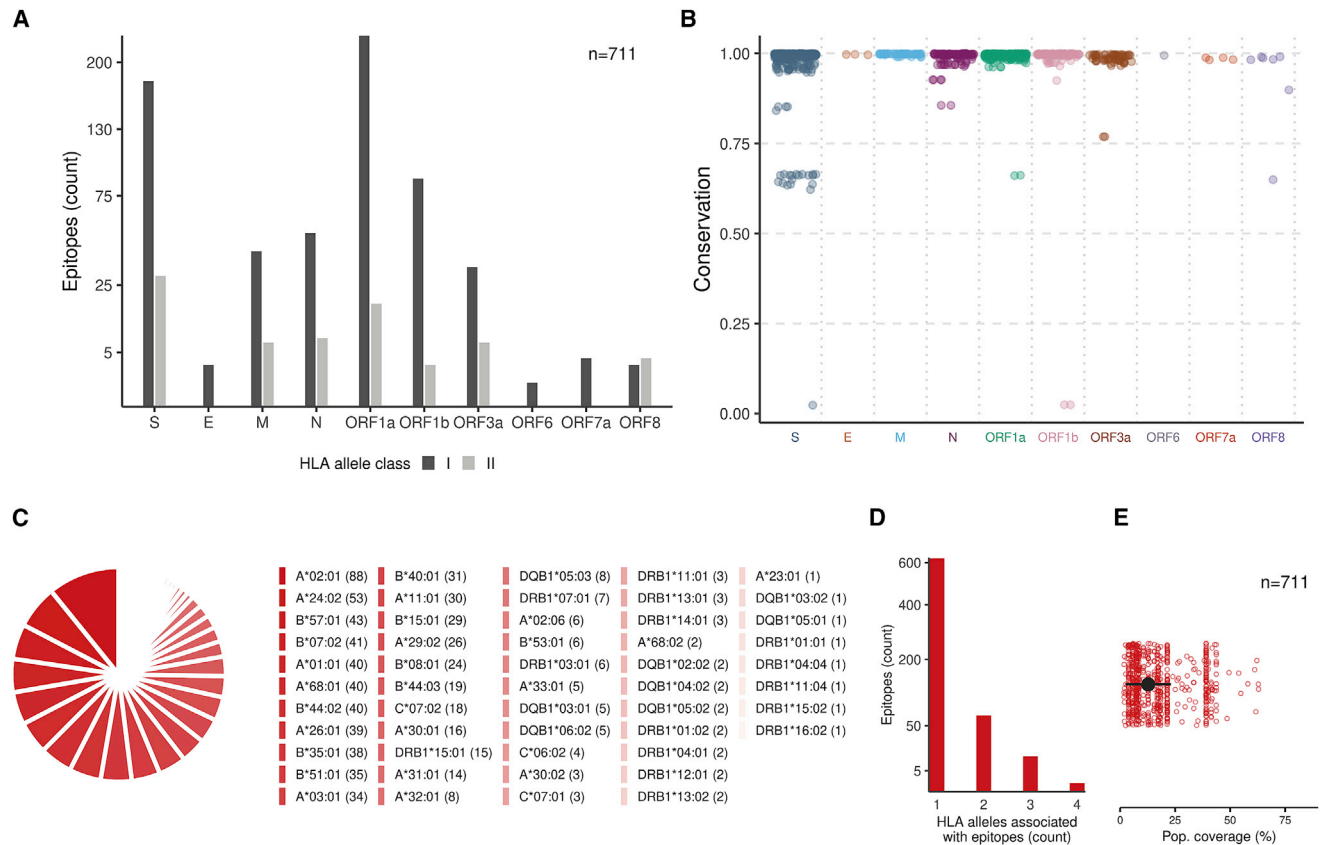 A
n=711
200
130
75
25
5
Epitopes (count)
S E M N ORF1a ORF1b ORF3a ORF6 ORF7a ORF8
HLA allele class I II
B
1.00
0.75
0.50
0.25
0.00
Conservation
S E M N ORF1a ORF1b ORF3a ORF6 ORF7a ORF8
C
A*02:01 (88)
A*24:02 (53)
B*57:01 (43)
B*07:02 (41)
A*01:01 (40)
A*68:01 (40)
B*44:02 (40)
A*26:01 (39)
B*35:01 (38)
B*51:01 (35)
A*03:01 (34)
B*40:01 (31)
A*11:01 (30)
B*15:01 (29)
A*29:02 (26)
B*08:01 (24)
B*44:03 (19)
C*07:02 (18)
A*30:01 (16)
DRB1*15:01 (15)
A*31:01 (14)
A*32:01 (8)
DQB1*05:03 (8)
DRB1*07:01 (7)
A*02:06 (6)
B*53:01 (6)
DRB1*03:01 (6)
A*33:01 (5)
DQB1*03:01 (5)
DQB1*06:02 (5)
C*06:02 (4)
A*30:02 (3)
C*07:01 (3)
DRB1*11:01 (3)
DRB1*13:01 (3)
DRB1*14:01 (3)
A*68:02 (2)
DQB1*02:02 (2)
DQB1*04:02 (2)
DQB1*05:02 (2)
DRB1*01:02 (2)
DRB1*04:01 (2)
DRB1*12:01 (2)
DRB1*13:02 (2)
A*23:01 (1)
DQB1*03:02 (1)
DQB1*05:01 (1)
DRB1*01:01 (1)
DRB1*04:04 (1)
DRB1*11:04 (1)
DRB1*15:02 (1)
DRB1*16:02 (1)
D
600
400
200
50
5
Epitopes (count)
1 2 3 4
HLA alleles associated
with epitopes (count)
E
n=711
0 25 50 75
Pop. coverage (%)